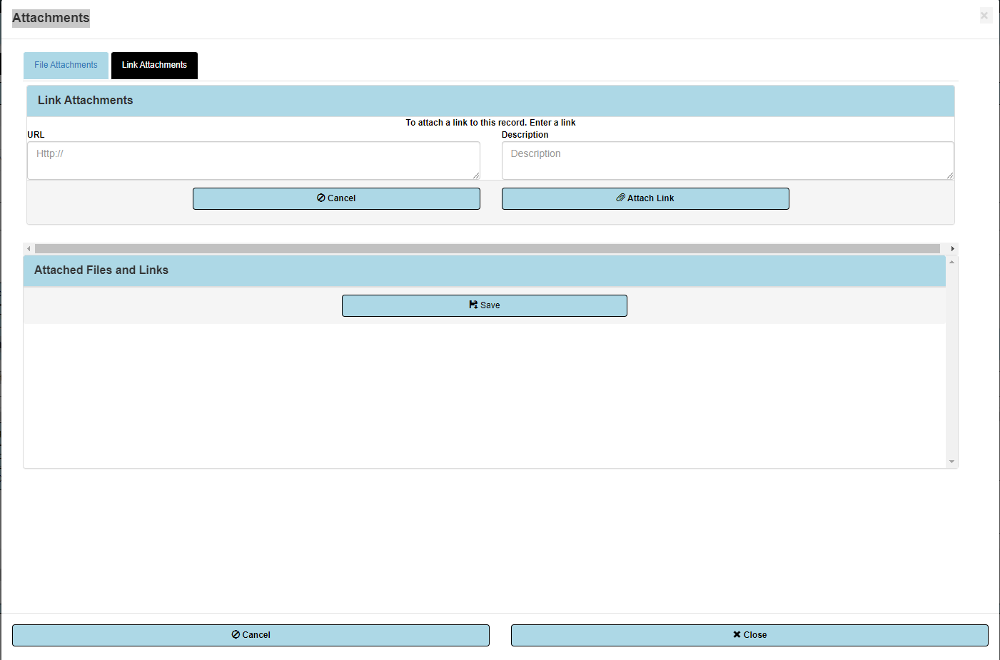 Attachments
×
File Attachments
Link Attachments
Link Attachments
To attach a link to this record. Enter a link
URL
Description
Http://
Description
Cancel
Attach Link
Attached Files and Links
Save
Cancel
Close